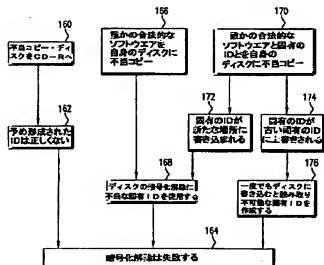 160
不当コピー・ディ
スクをCD-Rへ
162
予め形成された
IDは正しくない
166
誰かの合法的な
ソフトウエアを
自身のディスクに
不当コピー
170
誰かの合法的な
ソフトウエアと固有の
IDとを自身の
ディスクに不当コピー
172
固有のIDが
新たな場所に
書き込まれる
174
固有のIDが
古い固有のID
に上書きされる
168
ディスクの暗号化解除に
不当な固有IDを使用する
176
一度でもディスクに
書き込むと読み取り
不可能な固有IDを
作成する
164
暗号化解除は失敗する